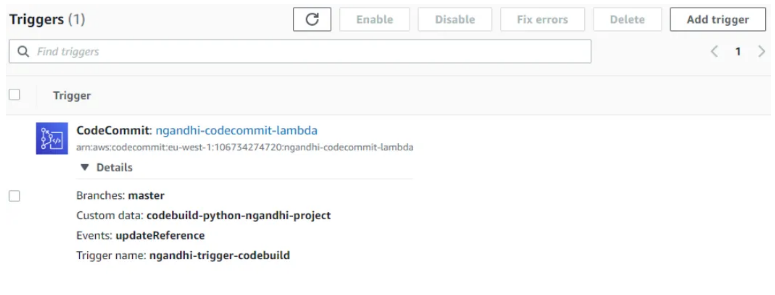 Triggers (1)
Enable
Disable
Fix errors
Delete
Add trigger
Find triggers
1
Trigger
CodeCommit: ngandhi-codecommit-lambda
arn:aws:codecommit:eu-west-1:106734274720:ngandhi-codecommit-lambda
Details
Branches: master
Custom data: codebuild-python-ngandhi-project
Events: updateReference
Trigger name: ngandhi-trigger-codebuild